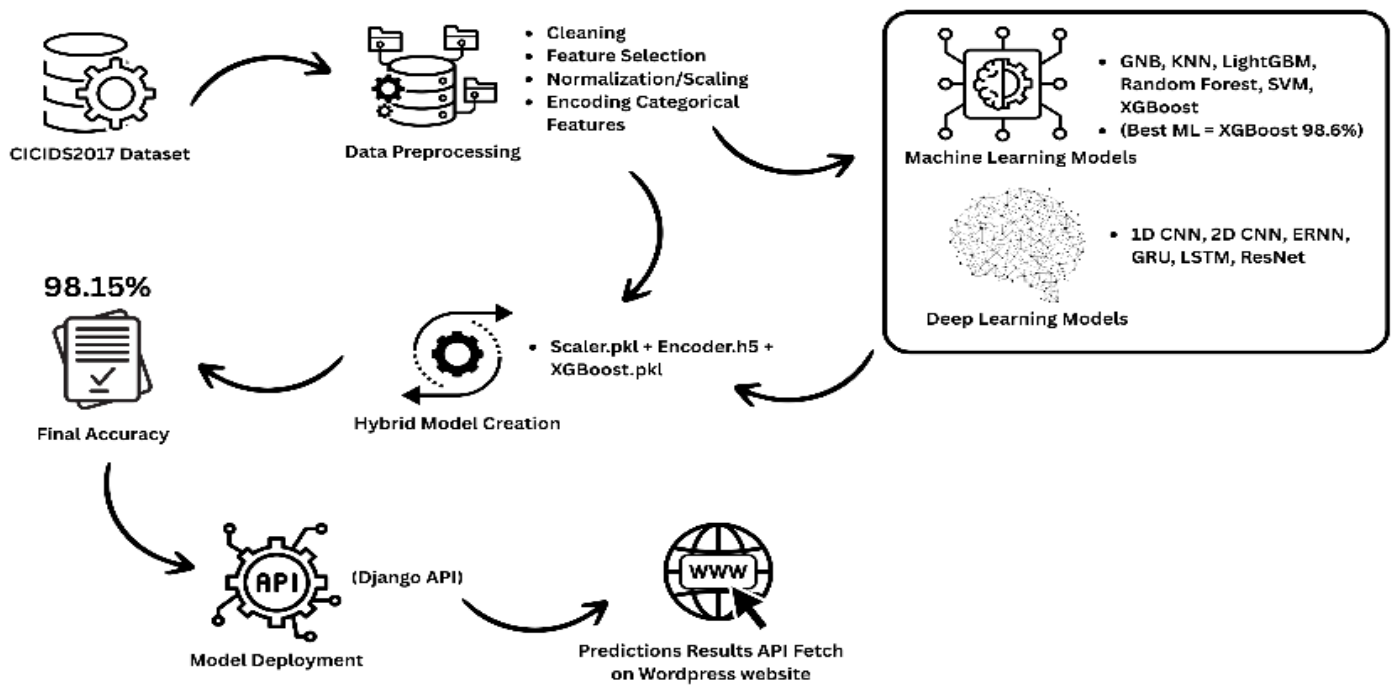 CICIDS2017 Dataset
Data Preprocessing
• Cleaning
• Feature Selection
• Normalization/Scaling
• Encoding Categorical
Features
Machine Learning Models
• GNB, KNN, LightGBM,
Random Forest, SVM,
XGBoost
• (Best ML = XGBoost 98.6%)
Deep Learning Models
• 1D CNN, 2D CNN, ERNN,
GRU, LSTM, ResNet
Hybrid Model Creation
• Scaler.pkl + Encoder.h5 +
XGBoost.pkl
98.15%
Final Accuracy
API
(Django API)
Model Deployment
WWW
Predictions Results API Fetch
on Wordpress website